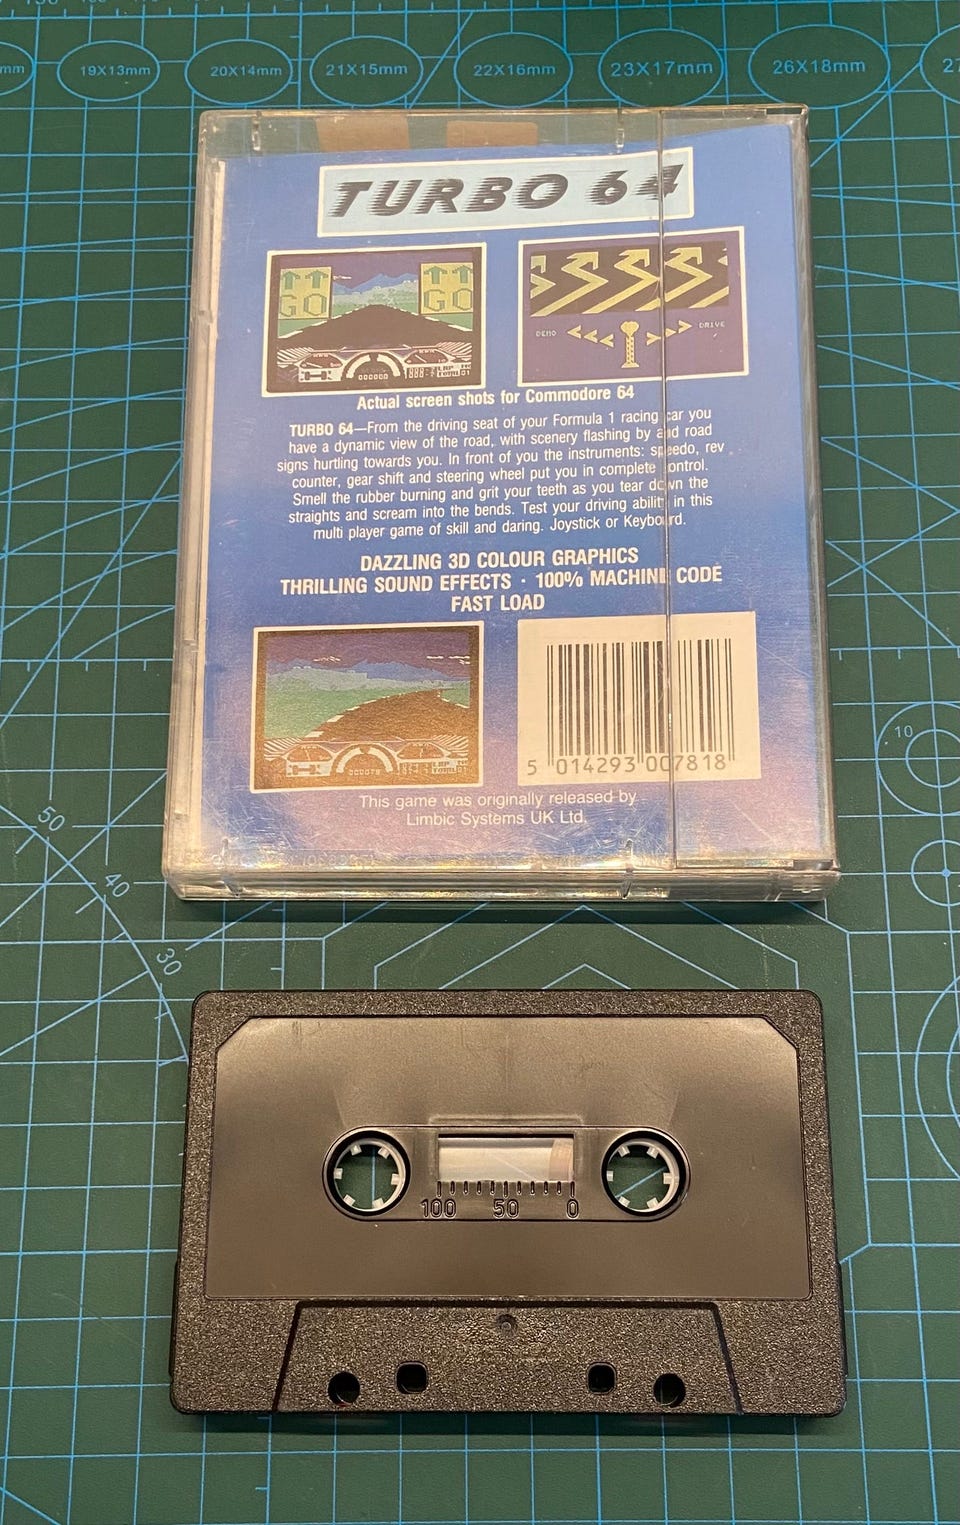 19X13mm
20X14mm
21X15mm
22X16mm
23X17mm
26X18mm
TURBO 64
GO
GO
DEMO
DRIVE
Actual screen shots for Commodore 64
TURBO 64—From the driving seat of your Formula 1 racing car you
have a dynamic view of the road, with scenery flashing by and road
signs hurtling towards you. In front of you the instruments: speedo, rev
counter, gear shift and steering wheel put you in complete control.
Smell the rubber burning and grit your teeth as you tear down the
straights and scream into the bends. Test your driving ability in this
multi player game of skill and daring. Joystick or Keyboard.
DAZZLING 3D COLOUR GRAPHICS
THRILLING SOUND EFFECTS · 100% MACHINE CODE
FAST LOAD
5 014293 007818
This game was originally released by
Limbic Systems UK Ltd.
10
50
40
30
100 50 0